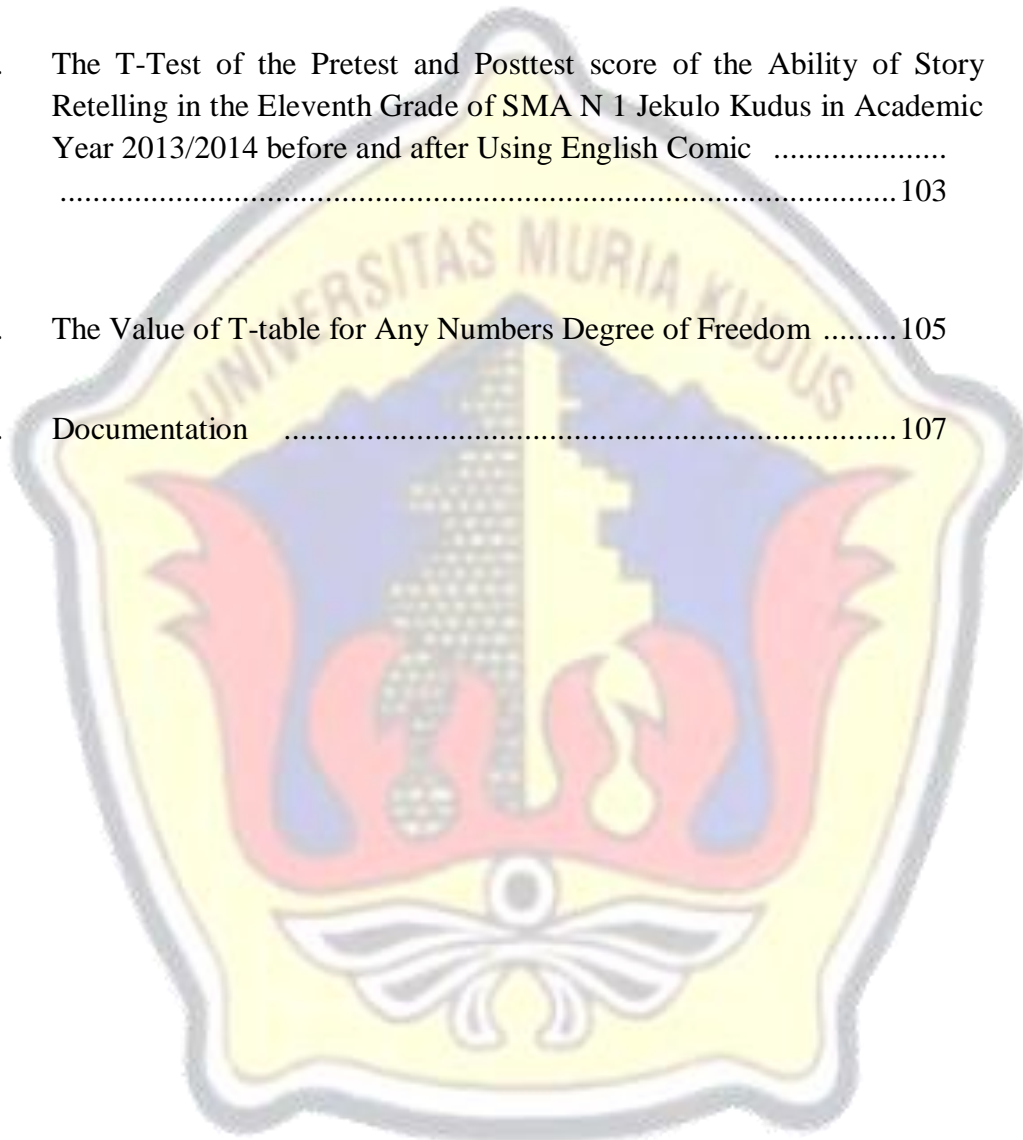 . The T-Test of the Pretest and Posttest score of the Ability of Story
Retelling in the Eleventh Grade of SMA N 1 Jekulo Kudus in Academic
Year 2013/2014 before and after Using English Comic .....................
......................................................................................................103
UNIVERSITAS MURIA KUDUS
. The Value of T-table for Any Numbers Degree of Freedom .........105
. Documentation ...........................................................................107